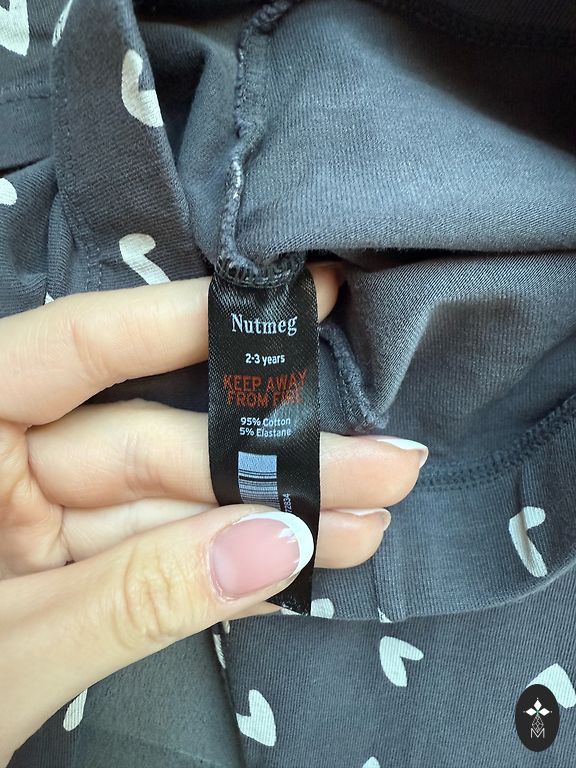 Nutmeg
2-3 years
KEEP AWAY
FROM FIRE
95% Cotton
5% Elastane